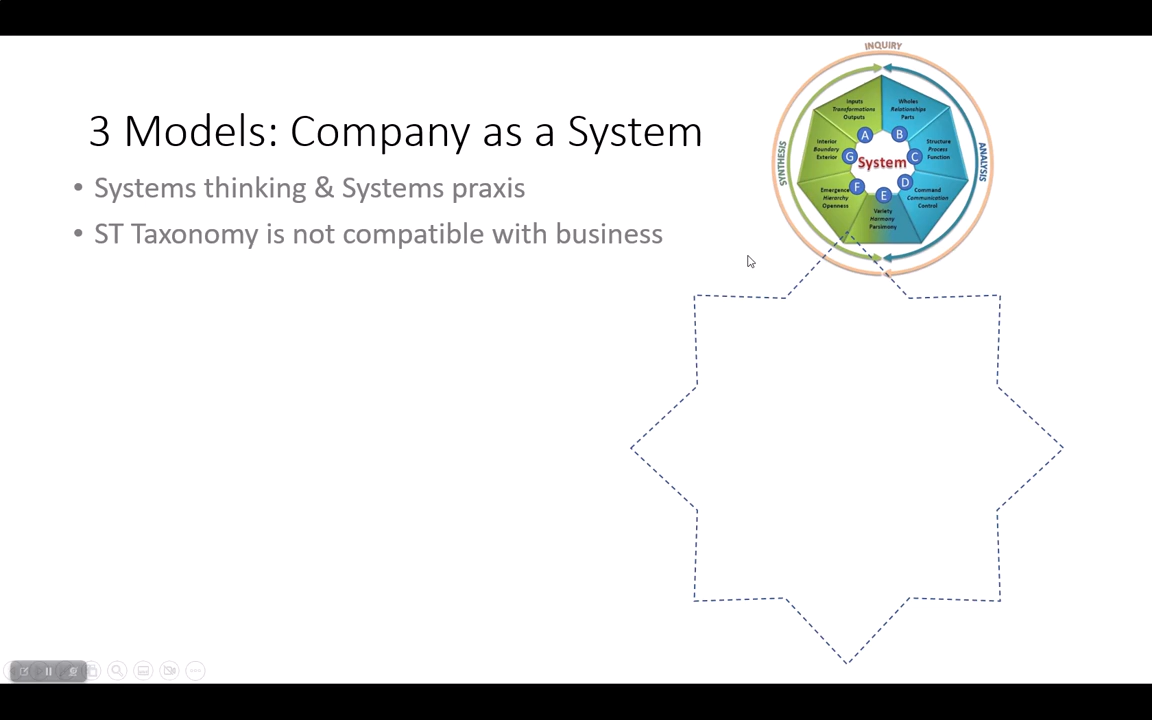 3 Models: Company as a System
• Systems thinking & Systems praxis
• ST Taxonomy is not compatible with business
INQUIRY
SYNTHESIS
ANALYSIS
Inputs
Transformations
Outputs
Wholes
Relationships
Parts
Interior
Boundary
Exterior
Structure
Process
Function
Emergence
Hierarchy
Openness
Command
Communication
Control
Variety
Harmony
Parsimony
A
B
G
System
C
F
D
E